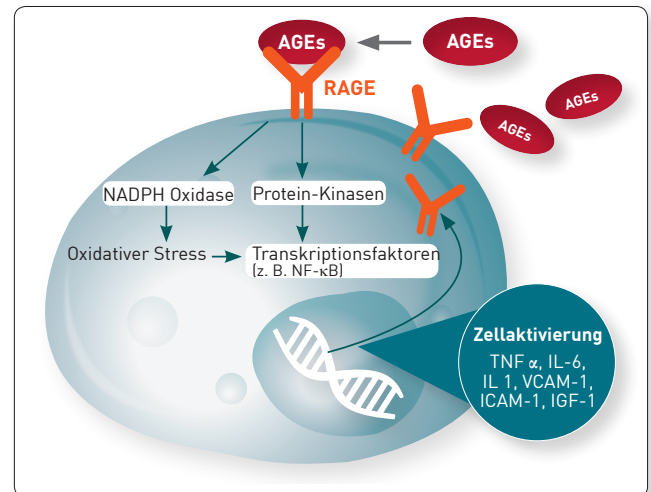 AGEs
AGEs
RAGE
AGEs
AGEs
NADPH Oxidase
Protein-Kinasen
Oxidativer Stress
Transkriptionsfaktoren
(z. B. NF-κB)
Zellaktivierung
TNF α, IL-6,
IL 1, VCAM-1,
ICAM-1, IGF-1